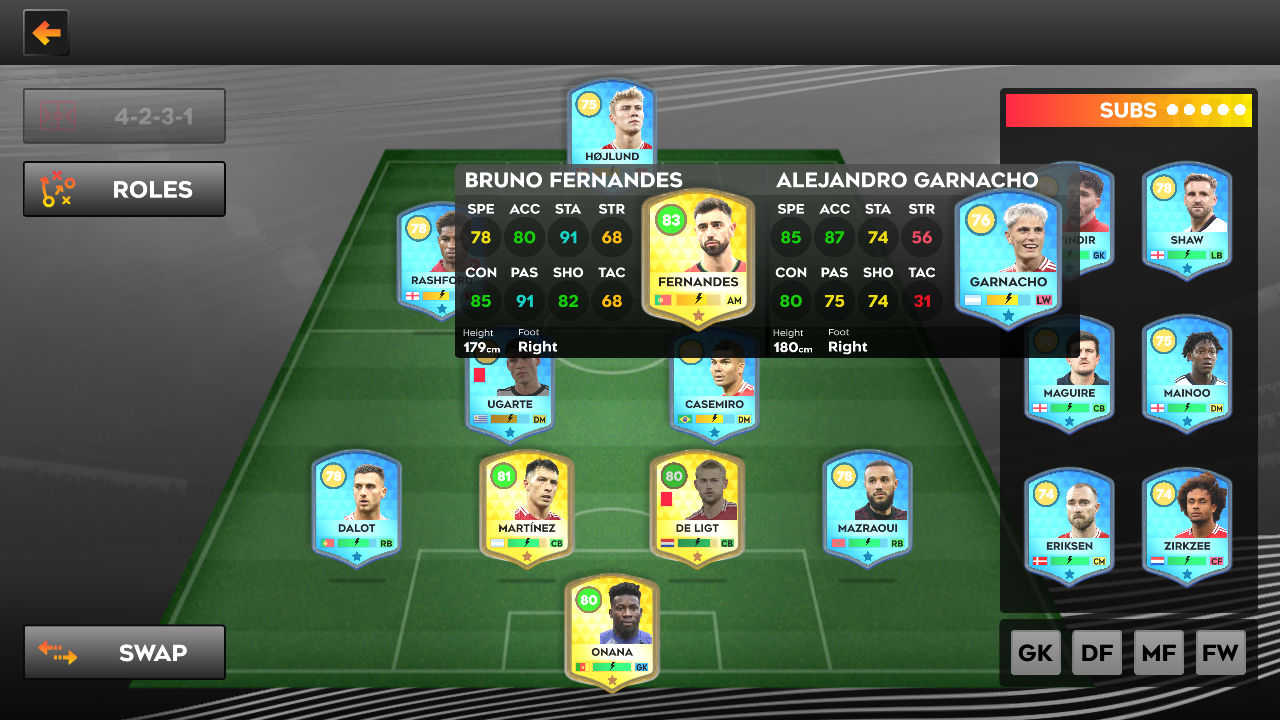 4-2-3-1
ROLES
SWAP
75
HØJLUND
78
RASHFO
BRUNO FERNANDES
SPE ACC STA STR
78 80 91 68
CON PAS SHO TAC
85 91 82 68
Height Foot
179cm Right
83
FERNANDES
AM
ALEJANDRO GARNACHO
SPE ACC STA STR
85 87 74 56
CON PAS SHO TAC
80 75 74 31
Height Foot
180cm Right
76
GARNACHO
LW
UGARTE
DM
CASEMIRO
DM
78
DALOT
RB
81
MARTÍNEZ
CB
80
DE LIGT
CB
78
MAZRAOUI
RB
80
ONANA
GK
SUBS
INDIR
GK
78
SHAW
LB
MAGUIRE
CB
75
MAINOO
DM
74
ERIKSEN
CM
74
ZIRKZEE
CF
GK DF MF FW